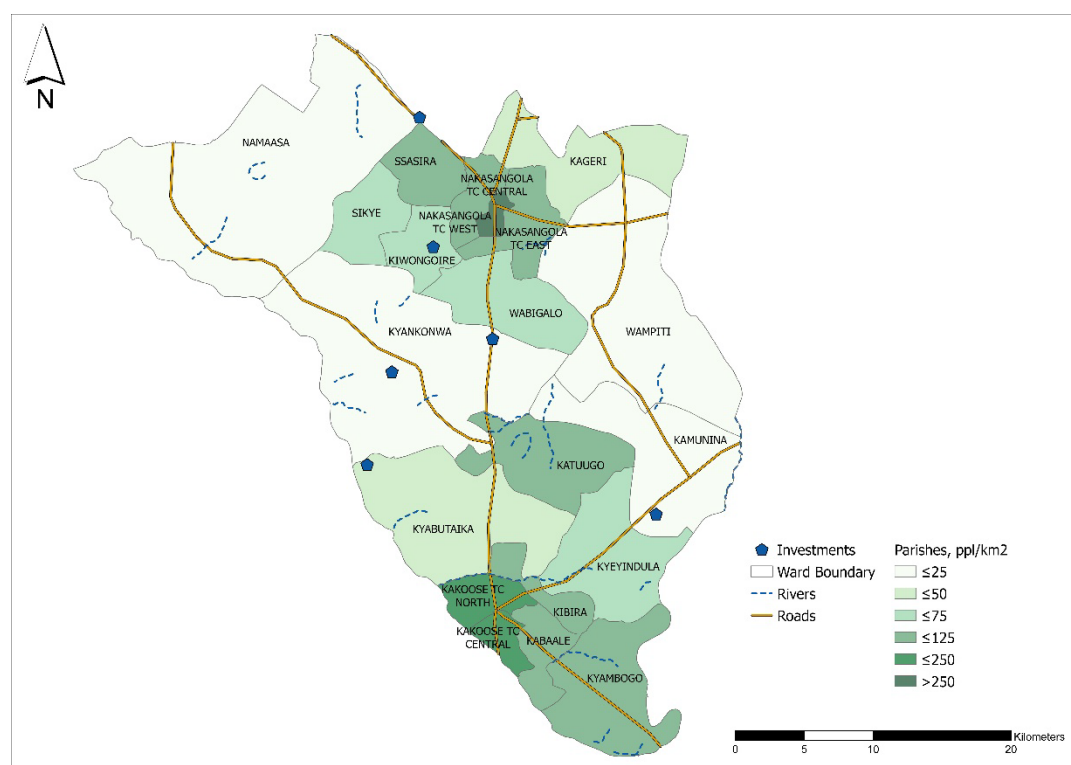 N
NAMAASA
SSASIRA
KAGERI
NAKASANGOLA
TC CENTRAL
SIKYE
NAKASANGOLA
TC WEST
NAKASANGOLA
TC EAST
KIWONGOIRE
WABIGALO
KYANKONWA
WAMPITI
KAMUNINA
KATUUGO
KYABUTAIKA
KYEYINDULA
KAKOOSE TC
NORTH
KIBIRA
KAKOOSE TC
CENTRAL
KABAALE
KYAMBOGO
Investments
Ward Boundary
Rivers
Roads
Parishes, ppl/km2
≤25
≤50
≤75
≤125
≤250
>250
Kilometers
0 5 10 20